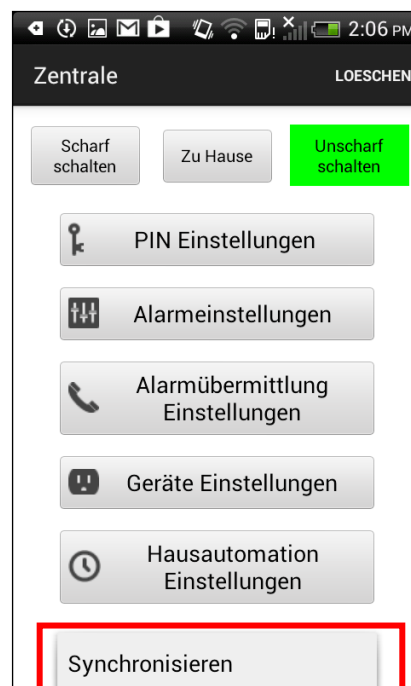 2:06 PM
Zentrale
LOESCHEN
Scharf
schalten
Zu Hause
Unscharf
schalten
PIN Einstellungen
Alarmeinstellungen
Alarmübermittlung
Einstellungen
Geräte Einstellungen
Hausautomation
Einstellungen
Synchronisieren